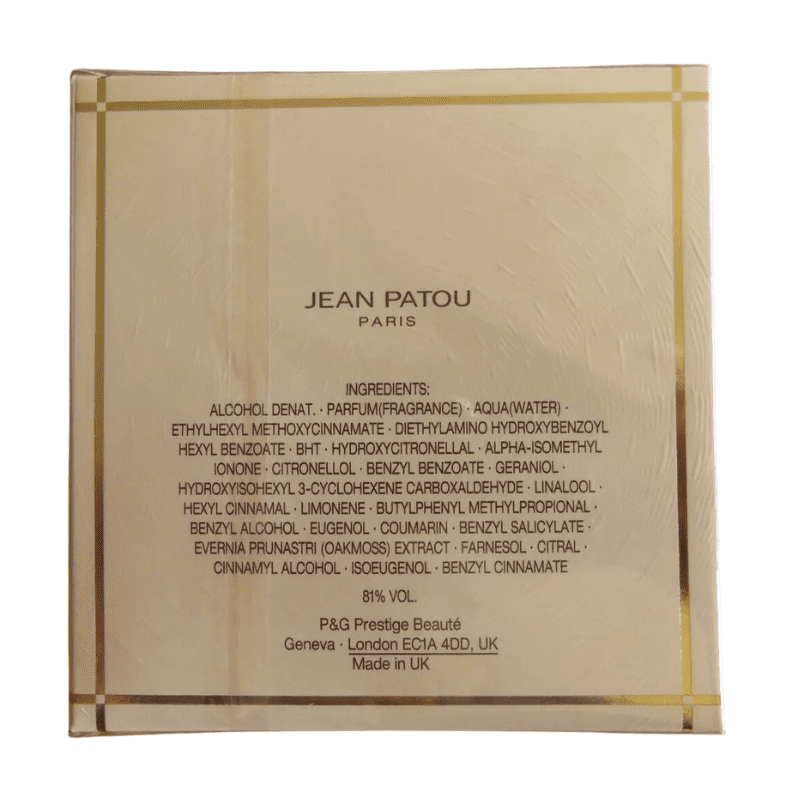 JEAN PATOU
PARIS
INGREDIENTS:
ALCOHOL DENAT. · PARFUM(FRAGRANCE) · AQUA(WATER) ·
ETHYLHEXYL METHOXYCINNAMATE · DIETHYLAMINO HYDROXYBENZOYL
HEXYL BENZOATE · BHT · HYDROXYCITRONELLAL · ALPHA-ISOMETHYL
IONONE · CITRONELLOL · BENZYL BENZOATE · GERANIOL ·
HYDROXYISOHEXYL 3-CYCLOHEXENE CARBOXALDEHYDE · LINALOOL ·
HEXYL CINNAMAL · LIMONENE · BUTYLPHENYL METHYLPROPIONAL ·
BENZYL ALCOHOL · EUGENOL · COUMARIN · BENZYL SALICYLATE ·
EVERNIA PRUNASTRI (OAKMOSS) EXTRACT · FARNESOL · CITRAL ·
CINNAMYL ALCOHOL · ISOEUGENOL · BENZYL CINNAMATE
81% VOL.
P&G Prestige Beauté
Geneva · London EC1A 4DD, UK
Made in UK